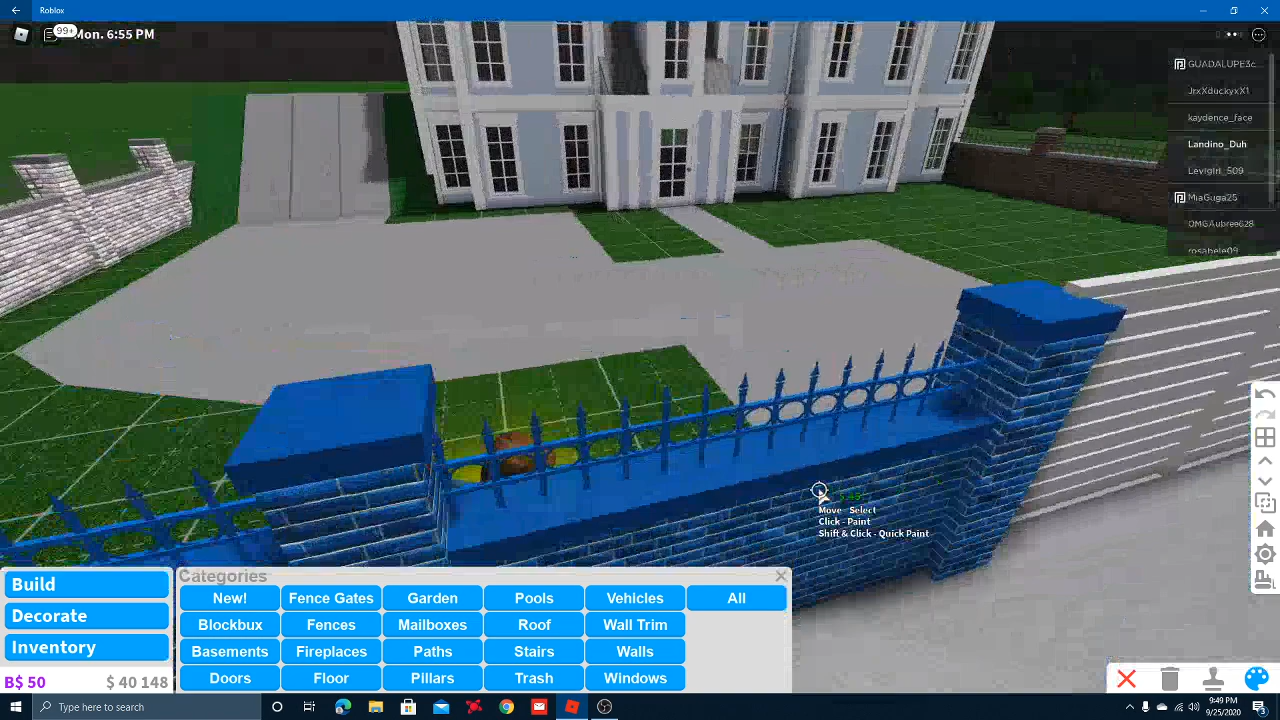 Roblox
99+
Mon. 6:55 PM
GUADALUPE3c
JrxXduckyxX1
kaydence_face
Landino_Duh
Levigirl_509
MiaGuga25
OMGAubree628
rosabele09
Move - Select
Click - Paint
Shift & Click - Quick Paint
Categories
New! Fence Gates Garden Pools Vehicles All
Blockbux Fences Mailboxes Roof Wall Trim
Basements Fireplaces Paths Stairs Walls
Doors Floor Pillars Trash Windows
Build
Decorate
Inventory
B$ 50 $ 40 148
Type here to search
9:49 PM
9/25/2020
3